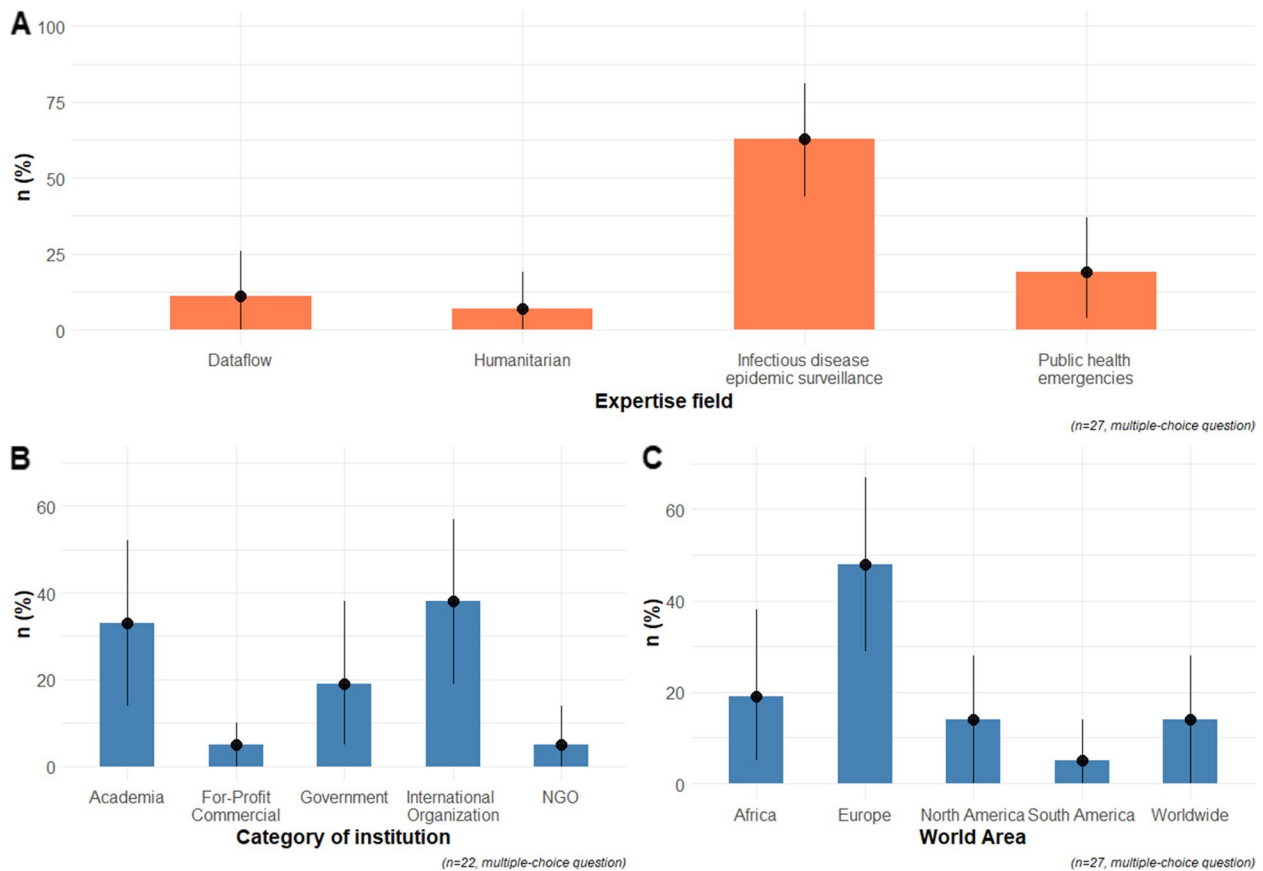 A
100
75
50
25
0
n (%)
Dataflow
Humanitarian
Infectious disease
epidemic surveillance
Public health
emergencies
Expertise field
(n=27, multiple-choice question)
B
60
40
20
0
n (%)
Academia
For-Profit
Commercial
Government
International
Organization
NGO
Category of institution
(n=22, multiple-choice question)
C
60
40
20
0
n (%)
Africa
Europe
North America
South America
Worldwide
World Area
(n=27, multiple-choice question)